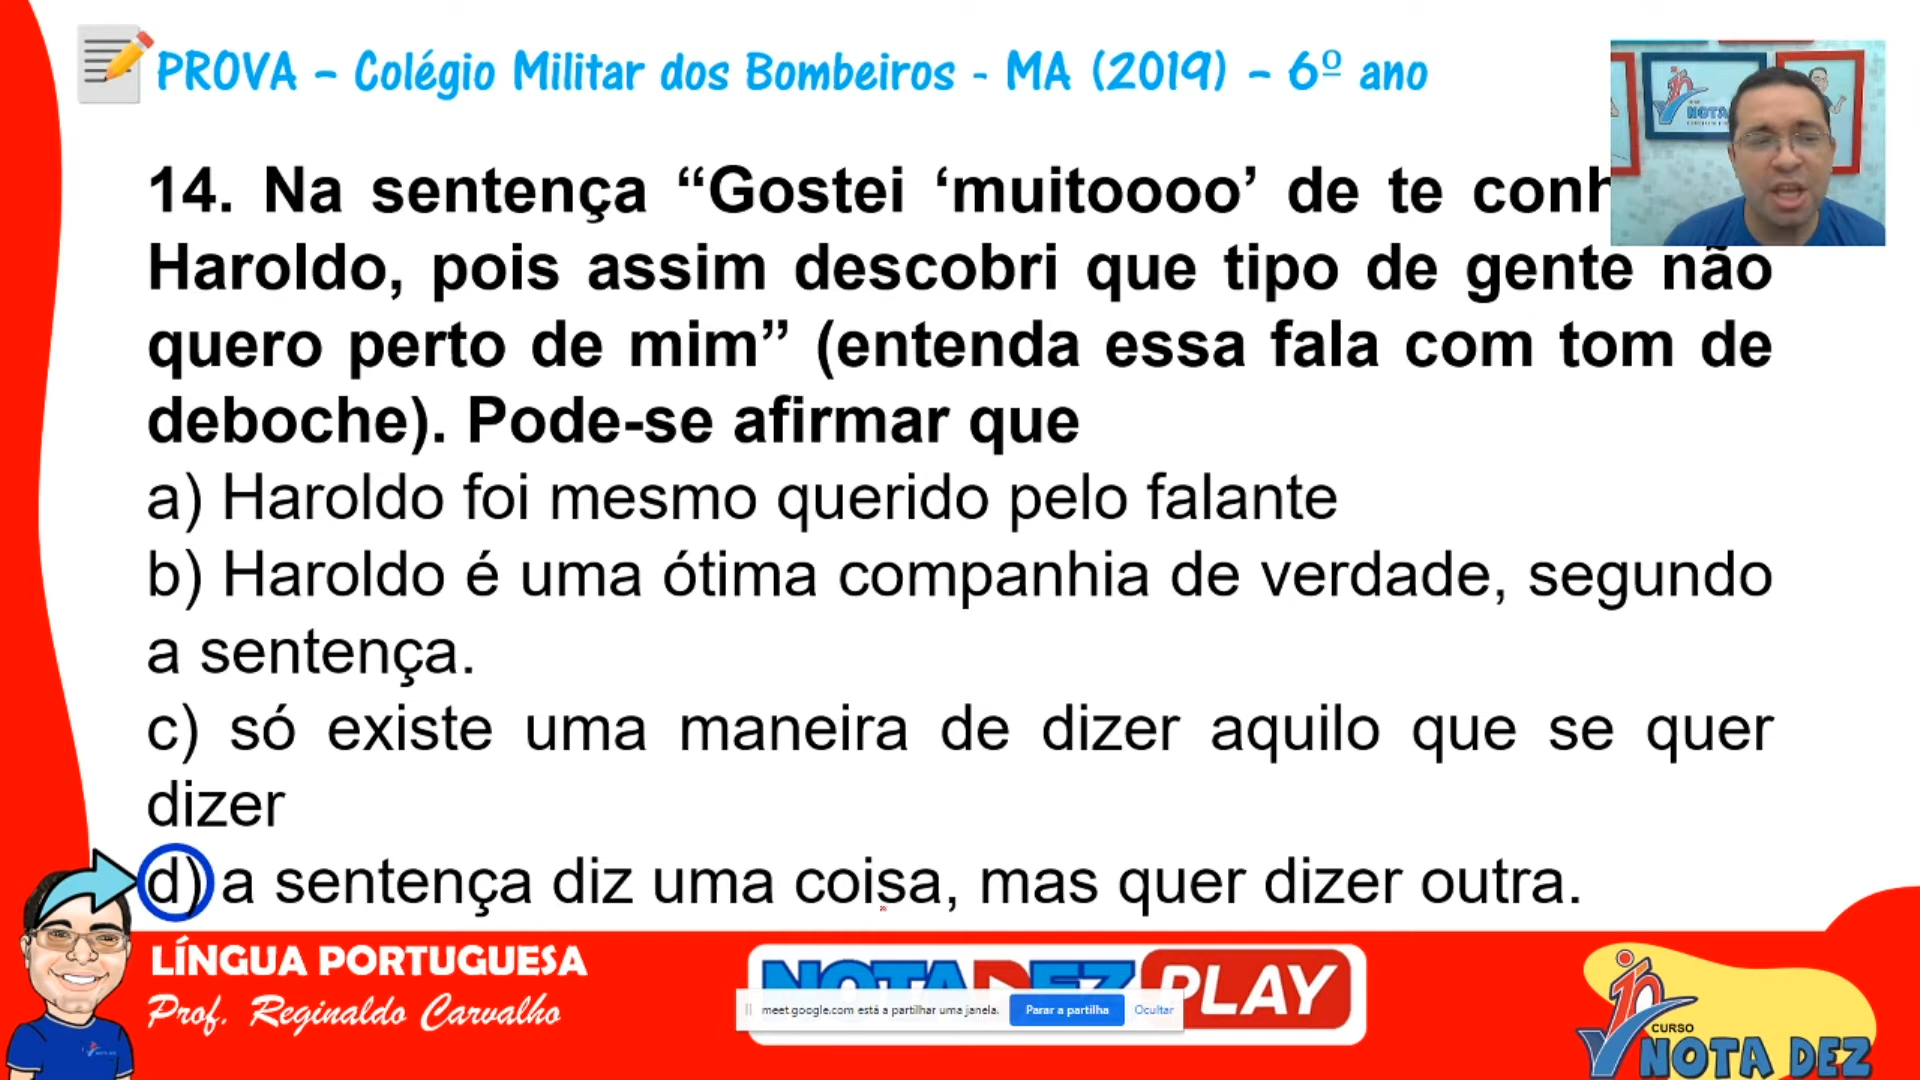 PROVA – Colégio Militar dos Bombeiros - MA (2019) – 6º ano
NOTA
14. Na sentença “Gostei ‘muitoooo’ de te conh
Haroldo, pois assim descobri que tipo de gente não
quero perto de mim” (entenda essa fala com tom de
deboche). Pode-se afirmar que
a) Haroldo foi mesmo querido pelo falante
b) Haroldo é uma ótima companhia de verdade, segundo
a sentença.
c) só existe uma maneira de dizer aquilo que se quer
dizer
d) a sentença diz uma coisa, mas quer dizer outra.
LÍNGUA PORTUGUESA
Prof. Reginaldo Carvalho
NOTA DEZ PLAY
meet.google.com está a partilhar uma janela. Parar a partilha Ocultar
CURSO
NOTA DEZ